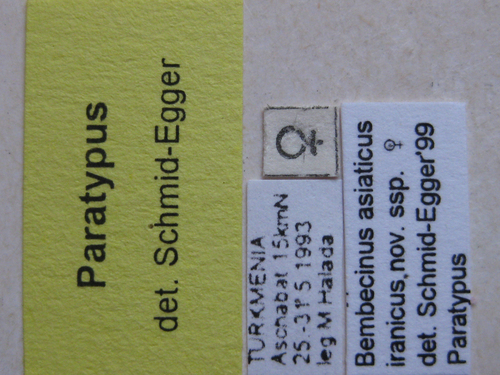 Paratypus
det. Schmid-Egger
♀
TURKMENIA
Aschabat 15kmN
25.-31.5 1993
leg M Halada
Bembecinus asiaticus
iranicus,nov. ssp. ♀
det. Schmid-Egger'99
Paratypus